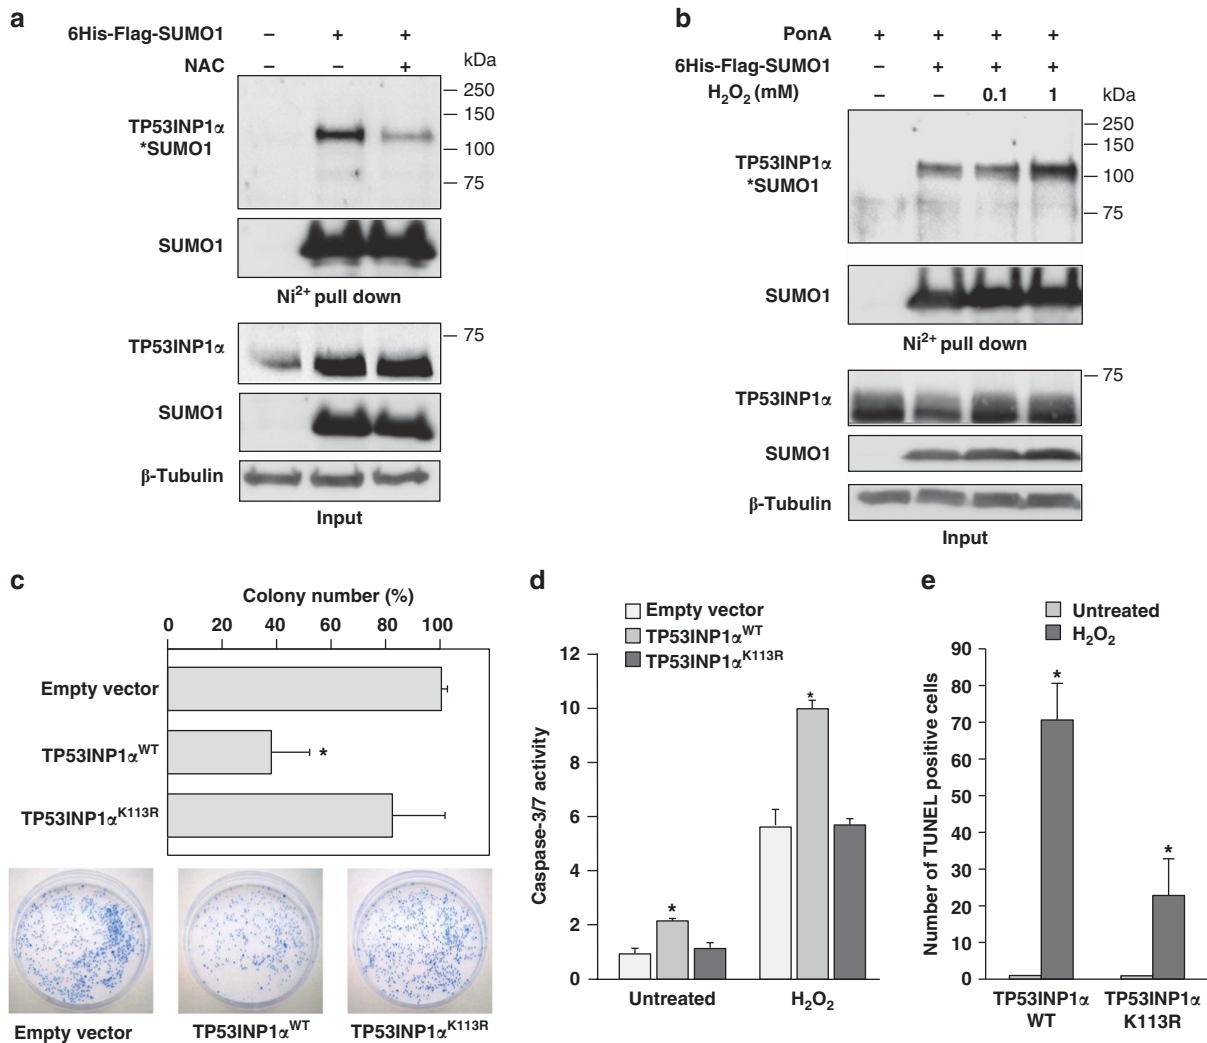 a
6His-Flag-SUMO1 – + +
NAC – – +
kDa
250
150
TP53INP1α
*SUMO1
100
75
SUMO1
Ni2+ pull down
75
TP53INP1α
SUMO1
β-Tubulin
Input
b
PonA + + + +
6His-Flag-SUMO1 – + + +
H2O2 (mM) – – 0.1 1 kDa
250
150
TP53INP1α
*SUMO1
100
75
SUMO1
Ni2+ pull down
75
TP53INP1α
SUMO1
β-Tubulin
Input
c
Colony number (%)
0 20 40 60 80 100
Empty vector
TP53INP1αWT *
TP53INP1αK113R
Empty vector TP53INP1αWT TP53INP1αK113R
d
Empty vector
TP53INP1αWT
TP53INP1αK113R
Caspase-3/7 activity
12
10
8
6
4
2
0
*
*
Untreated H2O2
e
Untreated
H2O2
Number of TUNEL positive cells
90
80
70
60
50
40
30
20
10
0
*
*
TP53INP1α TP53INP1α
WT K113R